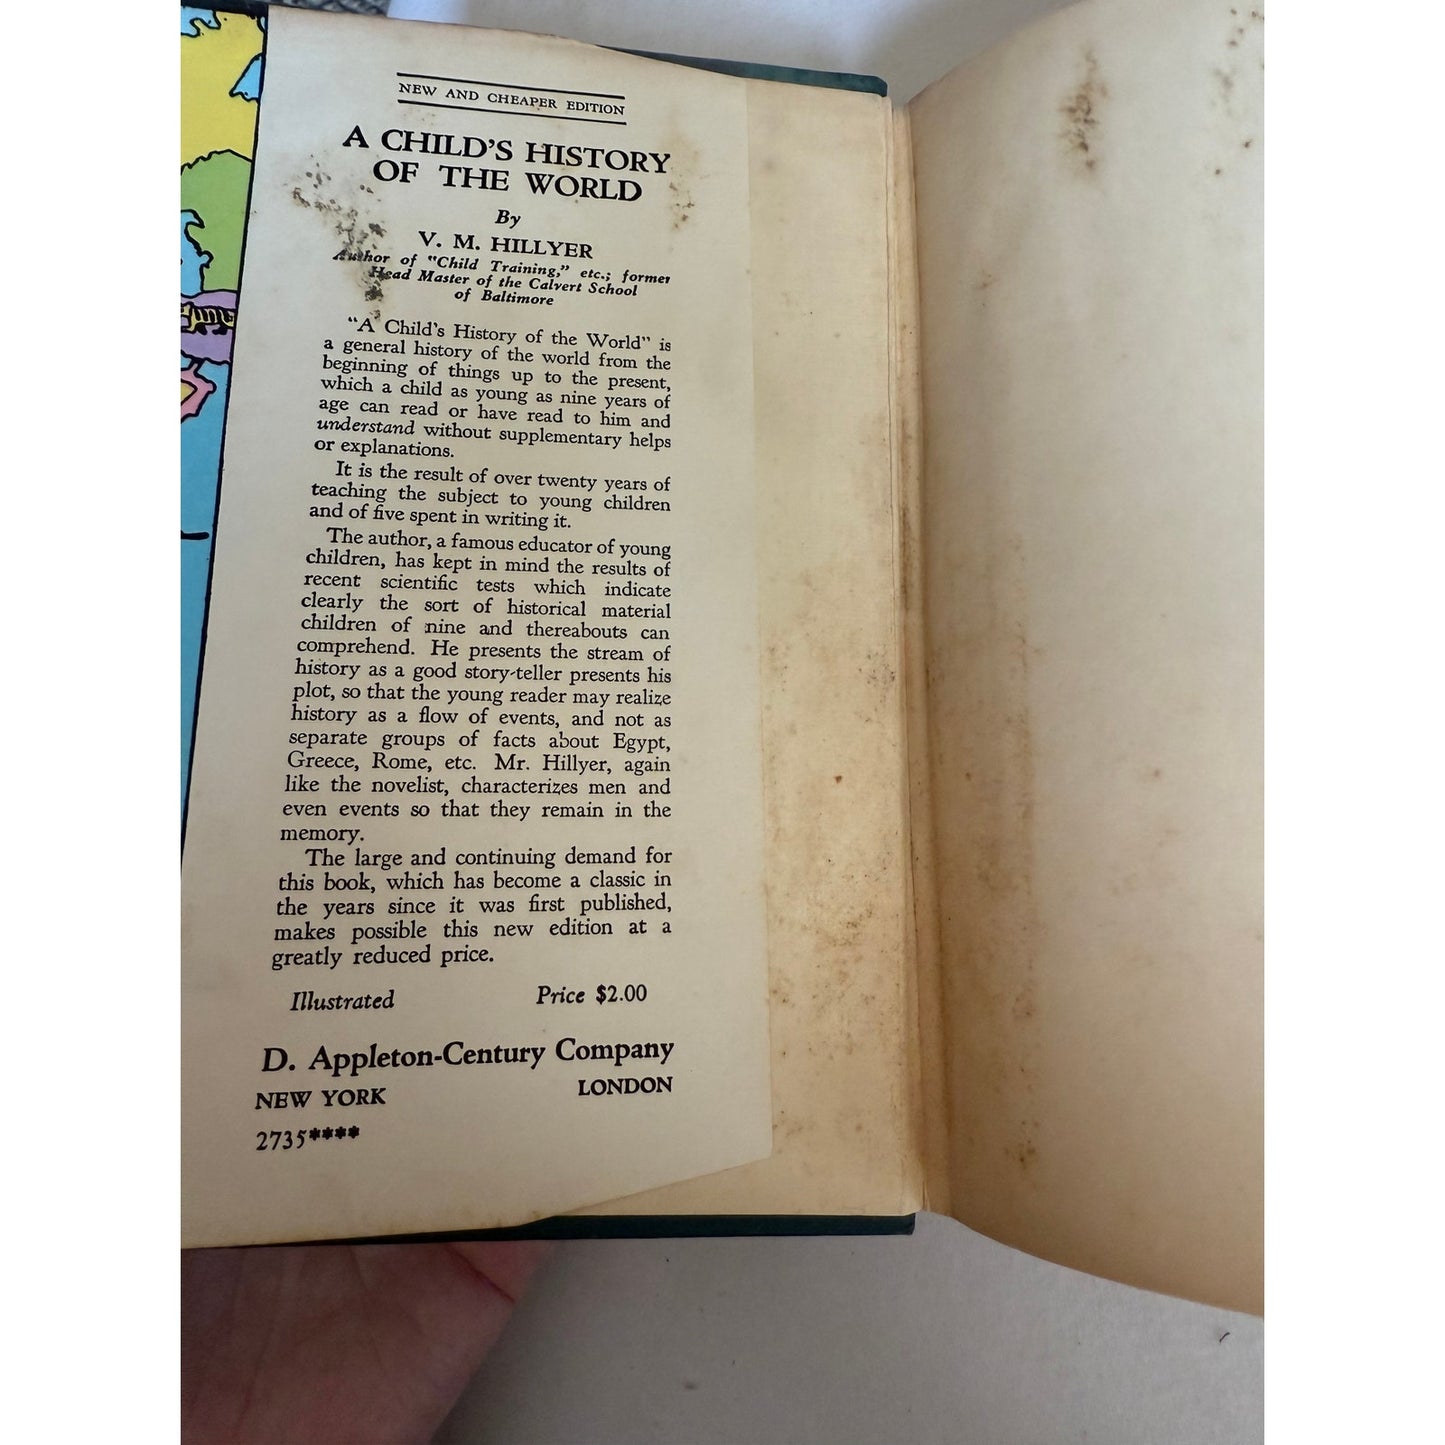 NEW AND CHEAPER EDITION
A CHILD'S HISTORY
OF THE WORLD
By
V. M. HILLYER
Author of "Child Training," etc.; former
Head Master of the Calvert School
of Baltimore
"A Child's History of the World" is
a general history of the world from the
beginning of things up to the present,
which a child as young as nine years of
age can read or have read to him and
understand without supplementary helps
or explanations.
It is the result of over twenty years of
teaching the subject to young children
and of five spent in writing it.
The author, a famous educator of young
children, has kept in mind the results of
recent scientific tests which indicate
clearly the sort of historical material
children of nine and thereabouts can
comprehend. He presents the stream of
history as a good story-teller presents his
plot, so that the young reader may realize
history as a flow of events, and not as
separate groups of facts about Egypt,
Greece, Rome, etc. Mr. Hillyer, again
like the novelist, characterizes men and
even events so that they remain in the
memory.
The large and continuing demand for
this book, which has become a classic in
the years since it was first published,
makes possible this new edition at a
greatly reduced price.
Illustrated Price $2.00
D. Appleton-Century Company
NEW YORK LONDON
2735****